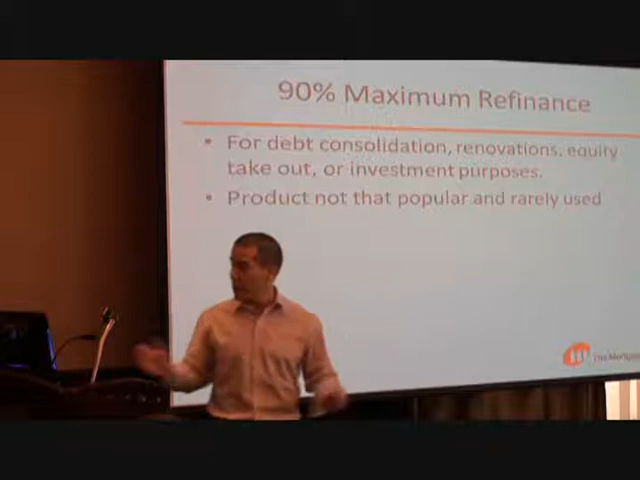 90% Maximum Refinance
• For debt consolidation, renovations, equity
take out, or investment purposes.
• Product not that popular and rarely used